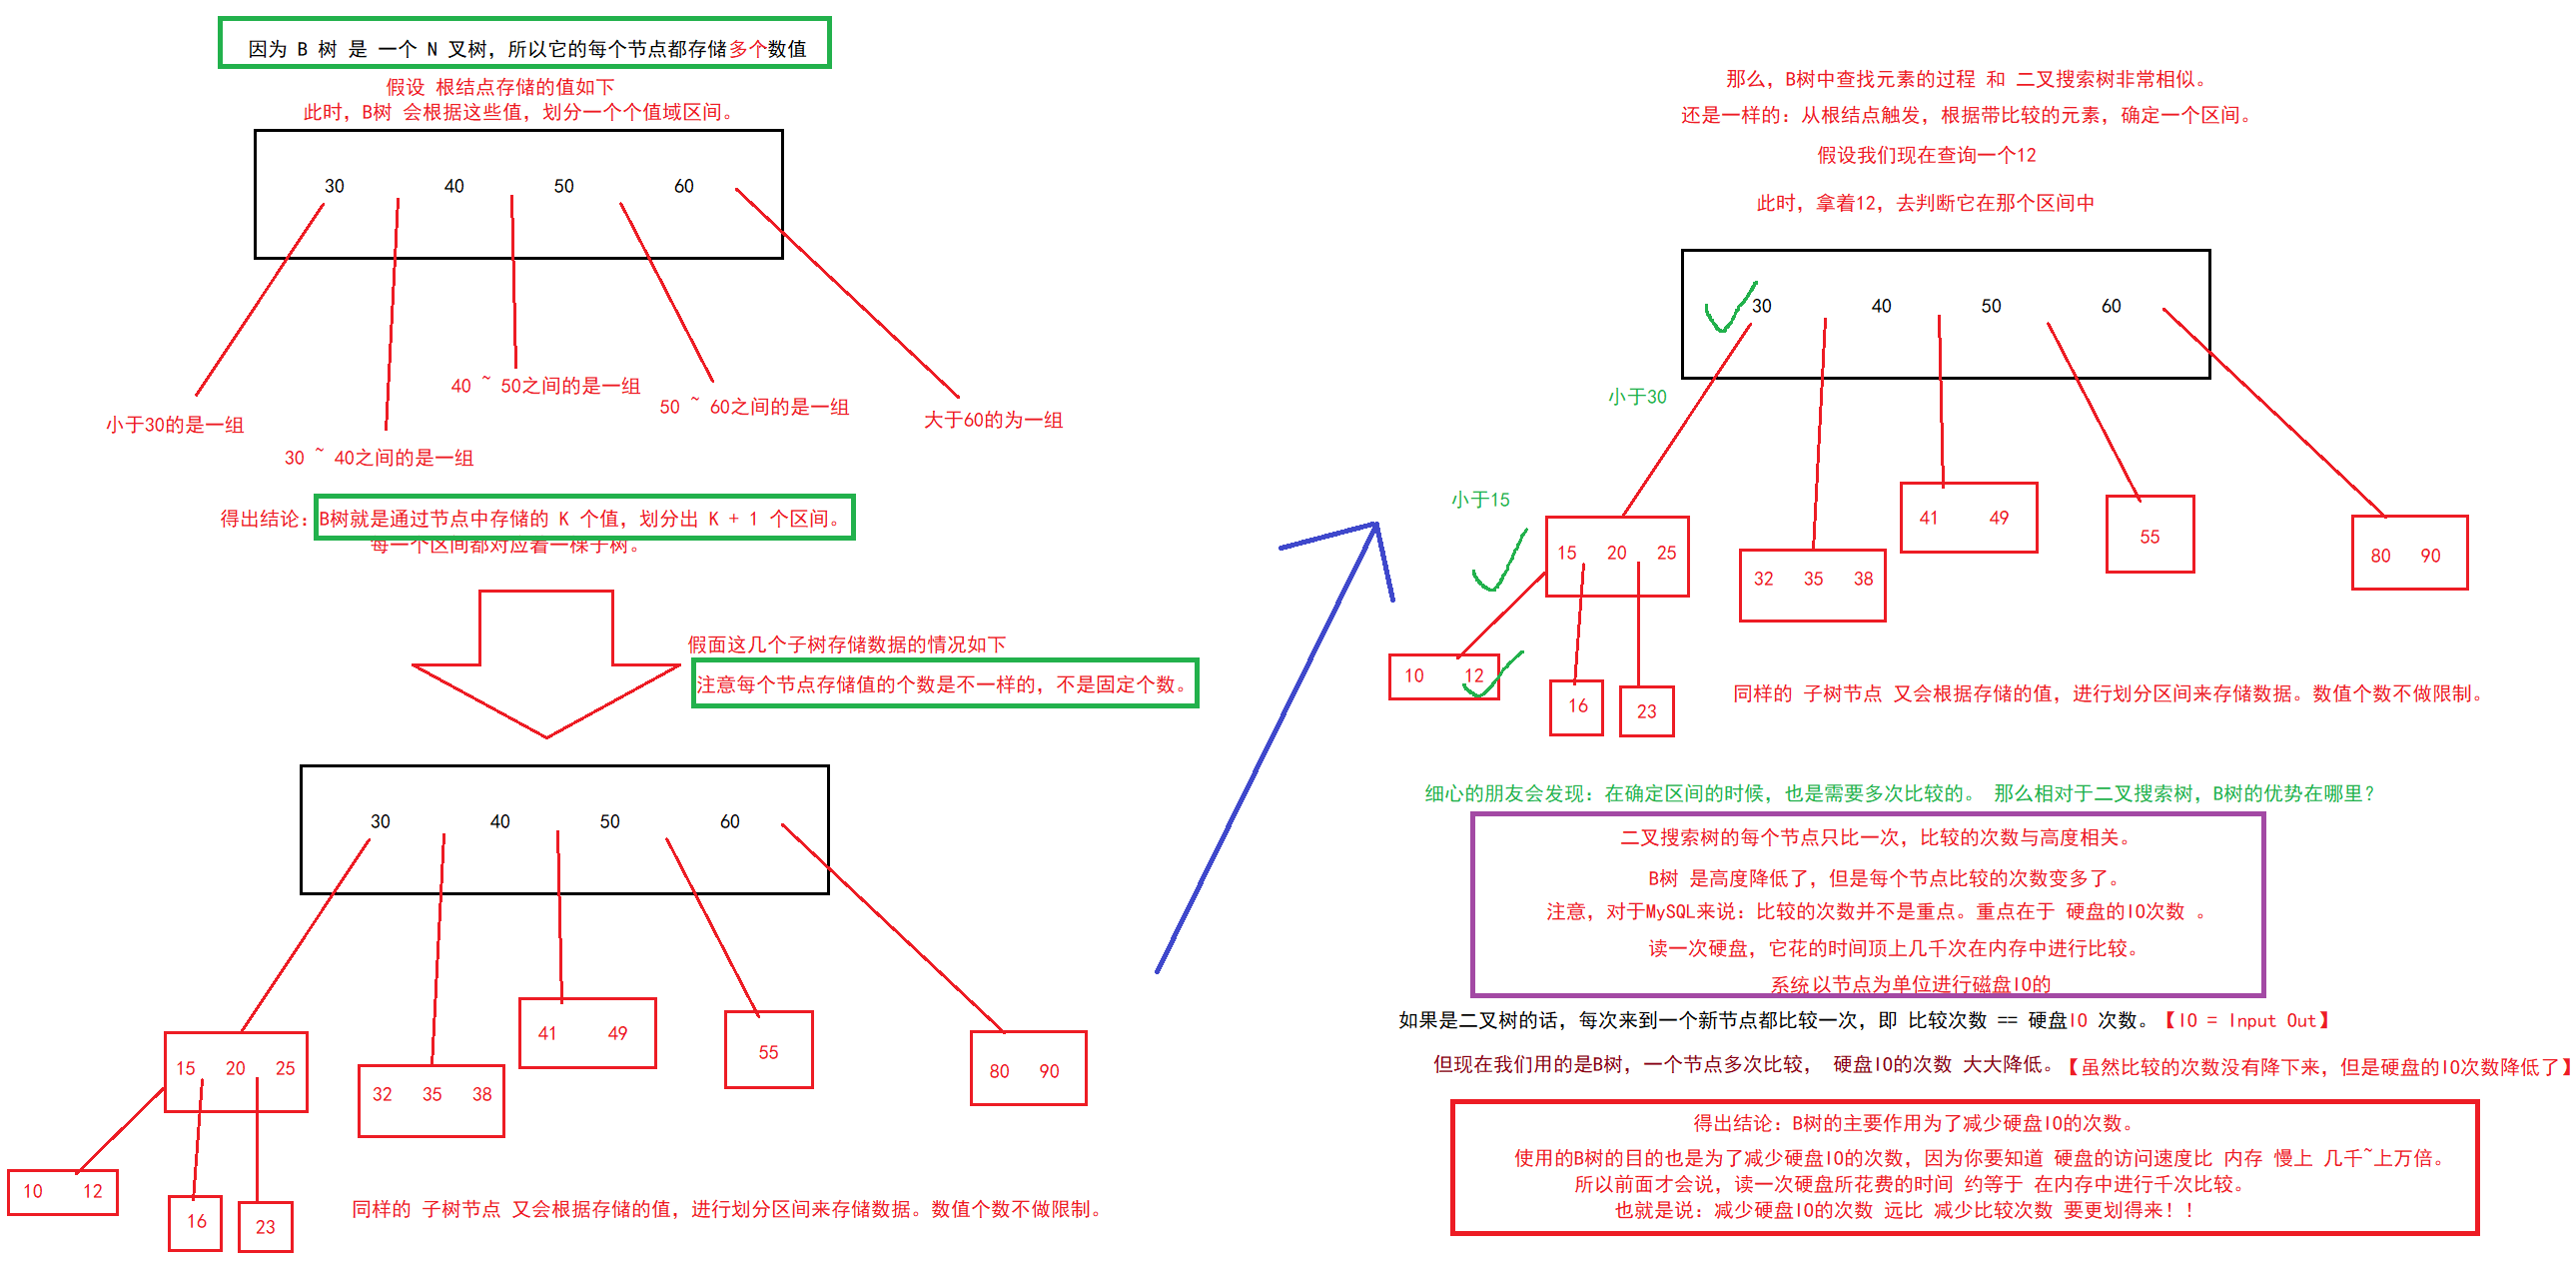 因为 B 树 是 一个 N 叉树，所以它的每个节点都存储多个数值
假设 根结点存储的值如下
此时，B树 会根据这些值，划分一个个值域区间。
30 40 50 60
小于30的是一组
30 ~ 40之间的是一组
40 ~ 50之间的是一组
50 ~ 60之间的是一组
大于60的为一组
得出结论：B树就是通过节点中存储的 K 个值，划分出 K + 1 个区间。
每一个区间都对应着一棵子树。
假面这几个子树存储数据的情况如下
注意每个节点存储值的个数是不一样的，不是固定个数。
30 40 50 60
15 20 25
32 35 38
41 49
55
80 90
10 12
16
23
同样的 子树节点 又会根据存储的值，进行划分区间来存储数据。数值个数不做限制。
那么，B树中查找元素的过程 和 二叉搜索树非常相似。
还是一样的：从根结点触发，根据带比较的元素，确定一个区间。
假设我们现在查询一个12
此时，拿着12，去判断它在那个区间中
30 40 50 60
小于30
小于15
15 20 25
32 35 38
41 49
55
80 90
10 12
16
23
同样的 子树节点 又会根据存储的值，进行划分区间来存储数据。数值个数不做限制。
细心的朋友会发现：在确定区间的时候，也是需要多次比较的。 那么相对于二叉搜索树，B树的优势在哪里？
二叉搜索树的每个节点只比一次，比较的次数与高度相关。
B树 是高度降低了，但是每个节点比较的次数变多了。
注意，对于MySQL来说：比较的次数并不是重点。重点在于 硬盘的IO次数 。
读一次硬盘，它花的时间顶上几千次在内存中进行比较。
系统以节点为单位进行磁盘IO的
如果是二叉树的话，每次来到一个新节点都比较一次，即 比较次数 == 硬盘IO 次数。【IO = Input Out】
但现在我们用的是B树，一个节点多次比较， 硬盘IO的次数 大大降低。【虽然比较的次数没有降下来，但是硬盘的IO次数降低了】
得出结论：B树的主要作用为了减少硬盘IO的次数。
使用的B树的目的也是为了减少硬盘IO的次数，因为你要知道 硬盘的访问速度比 内存 慢上 几千~上万倍。
所以前面才会说，读一次硬盘所花费的时间 约等于 在内存中进行千次比较。
也就是说：减少硬盘IO的次数 远比 减少比较次数 要更划得来！！